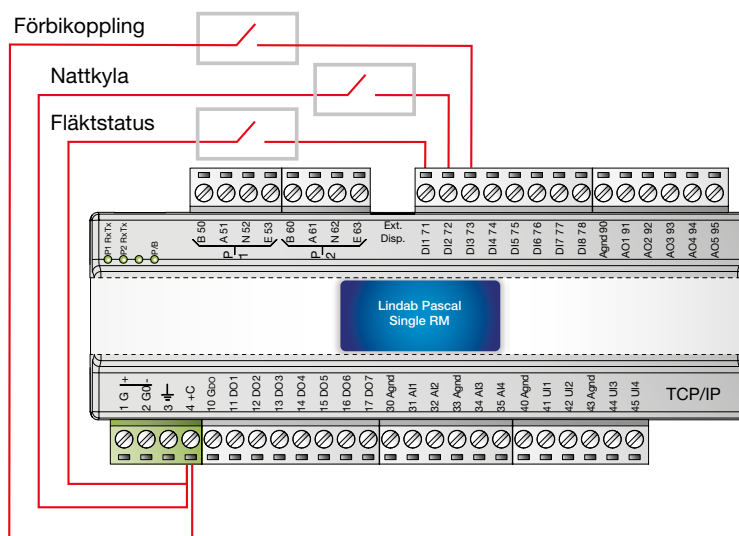 Förbikoppling
Nattkyla
Fläktstatus
P1 RxTx
P2 RxTx
P/B
B 50
A 51
N 52
E 53
P 1
B 60
A 61
N 62
E 63
P 2
Ext.
Disp.
DI1 71
DI2 72
DI3 73
DI4 74
DI5 75
DI6 76
DI7 77
DI8 78
Agnd 90
AO1 91
AO2 92
AO3 93
AO4 94
AO5 95
Lindab Pascal
Single RM
1 G +
2 G0 -
3
4 +C
10 GDO
11 DO1
12 DO2
13 DO3
14 DO4
15 DO5
16 DO6
17 DO7
30 Agnd
31 AI1
32 AI2
33 Agnd
34 AI3
35 AI4
40 Agnd
41 UI1
42 UI2
43 Agnd
44 UI3
45 UI4
TCP/IP